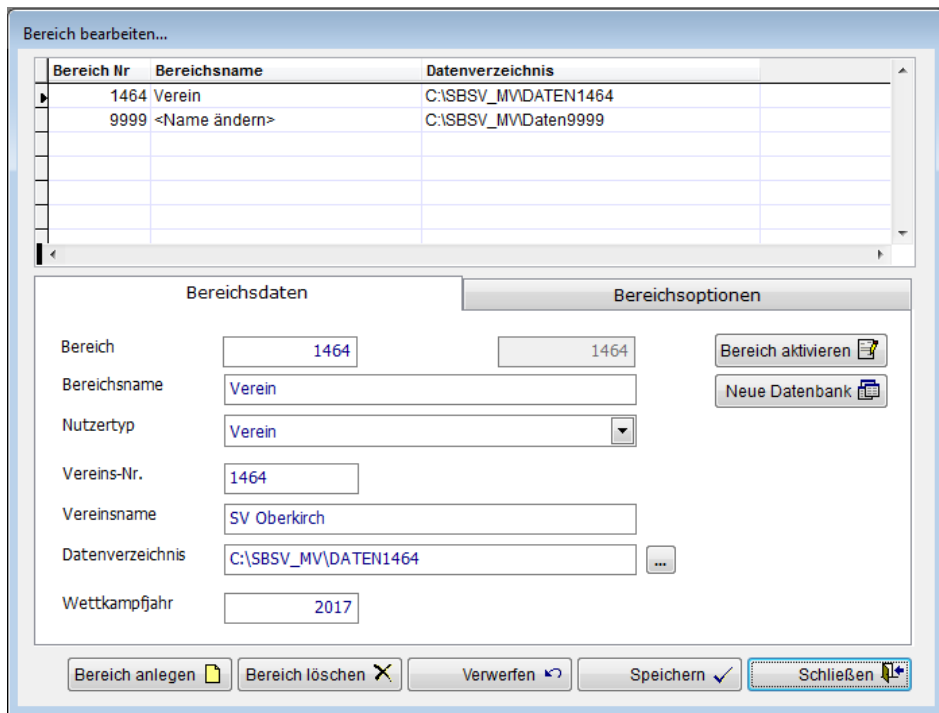 Bereich bearbeiten...
Bereich Nr Bereichsname Datenverzeichnis
1464 Verein C:\SBSV_MV\DATEN1464
9999 <Name ändern> C:\SBSV_MV\Daten9999
Bereichsdaten Bereichsoptionen
Bereich 1464 1464 Bereich aktivieren
Bereichsname Verein Neue Datenbank
Nutzertyp Verein
Vereins-Nr. 1464
Vereinsname SV Oberkirch
Datenverzeichnis C:\SBSV_MV\DATEN1464 ...
Wettkampfjahr 2017
Bereich anlegen Bereich löschen Verwerfen Speichern Schließen